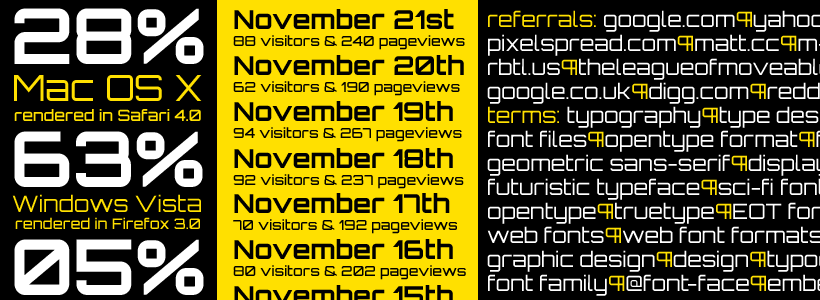 28%
Mac OS X
rendered in Safari 4.0
63%
Windows Vista
rendered in Firefox 3.0
05%
November 21st
88 visitors & 240 pageviews
November 20th
62 visitors & 190 pageviews
November 19th
94 visitors & 267 pageviews
November 18th
92 visitors & 237 pageviews
November 17th
70 visitors & 192 pageviews
November 16th
80 visitors & 202 pageviews
November 15th
referrals: google.com¶yahoo
pixelspread.com¶matt.cc¶m-
rbtl.us¶theleagueofmoveabl
google.co.uk¶digg.com¶redd
terms: typography¶type des
font files¶opentype format¶f
geometric sans-serif¶display
futuristic typeface¶sci-fi font
opentype¶truetype¶EOT for
web fonts¶web font formats
graphic design¶design¶typo
font family¶@font-face¶embe